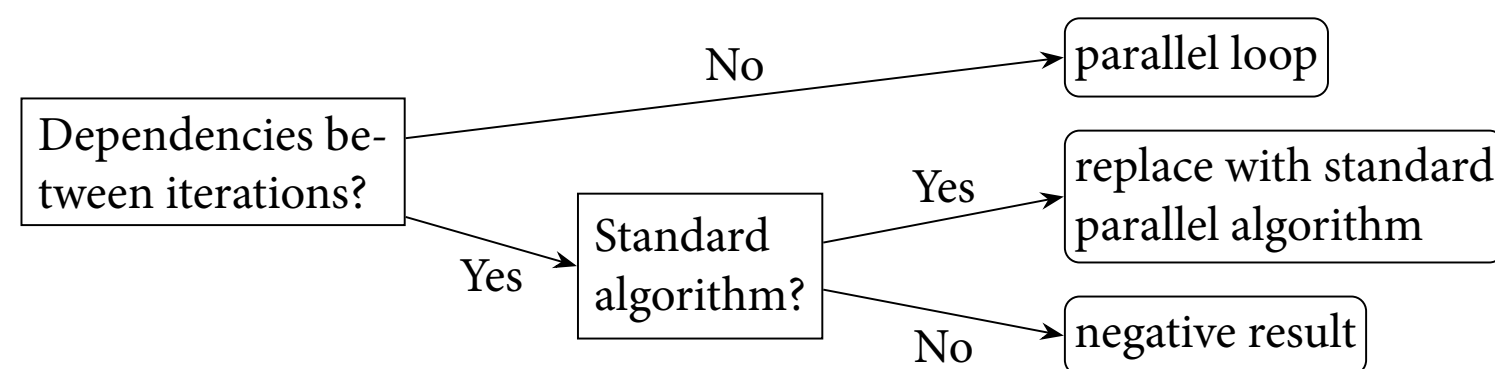 No
parallel loop
Dependencies be-
tween iterations?
Yes
replace with standard
parallel algorithm
Standard
algorithm?
Yes
No
negative result